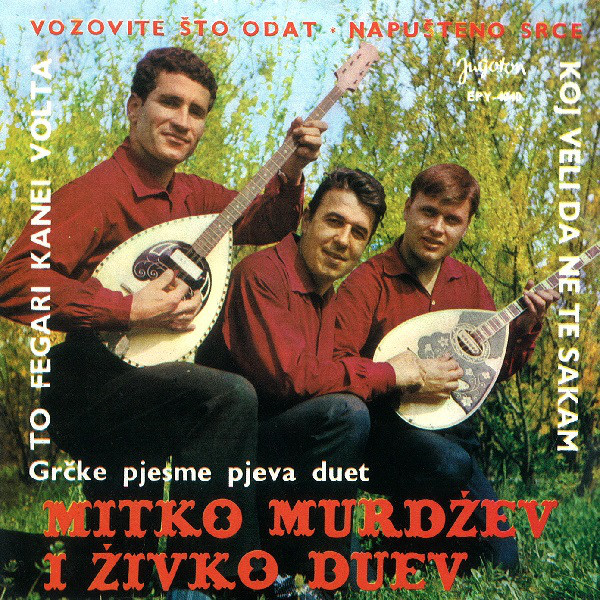 VOZOVITE ŠTO ODAT • NAPUŠTENO SRCE
Jugoton
TO FEGARI KANEI VOLTA
KOJ VELI DA NE TE SAKAM
Grčke pjesme pjeva duet
MITKO MURDŽEV
I ŽIVKO DUEV